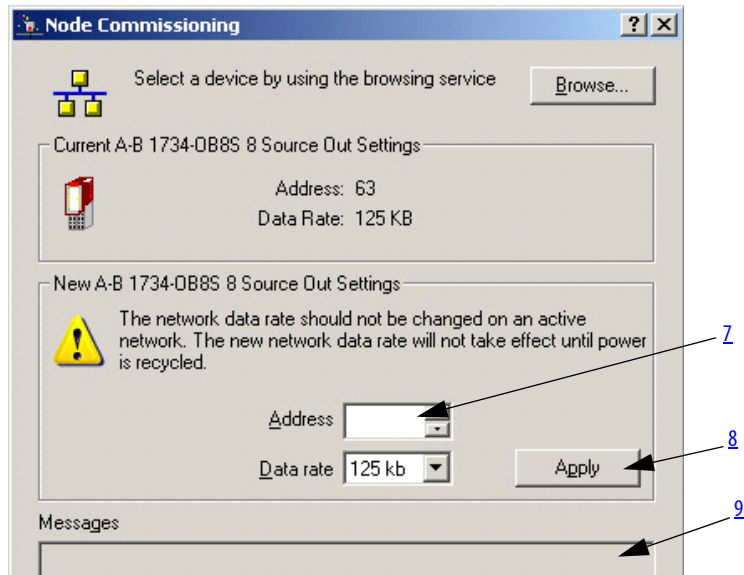 Node Commissioning
Select a device by using the browsing service
Browse...
Current A-B 1734-OB8S 8 Source Out Settings
Address: 63
Data Rate: 125 KB
New A-B 1734-OB8S 8 Source Out Settings
The network data rate should not be changed on an active
network. The new network data rate will not take effect until power
is recycled.
7
Address
8
Data rate 125 kb
Apply
9
Messages